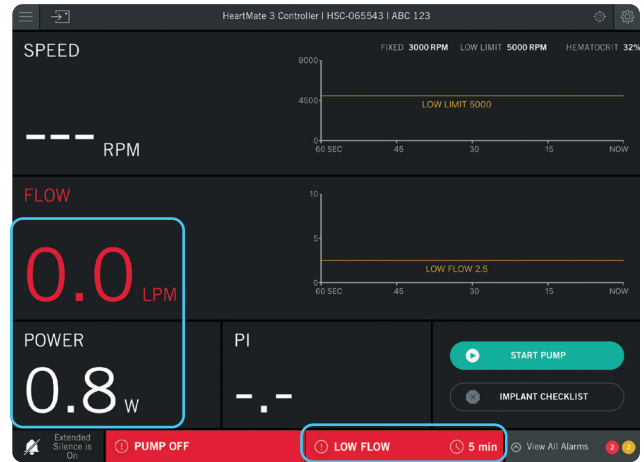 HeartMate 3 Controller I HSC-065543 I ABC 123
SPEED
FIXED 3000 RPM LOW LIMIT 5000 RPM HEMATOCRIT 32%
9000
4500
LOW LIMIT 5000
--- RPM
0
60 SEC 45 30 15 NOW
FLOW
10
5
0.0 LPM
LOW FLOW 2.5
0
60 SEC 45 30 15 NOW
POWER
0.8 W
PI
-.-
START PUMP
IMPLANT CHECKLIST
Extended
Silence is
On
PUMP OFF
LOW FLOW 5 min
View All Alarms 2 2